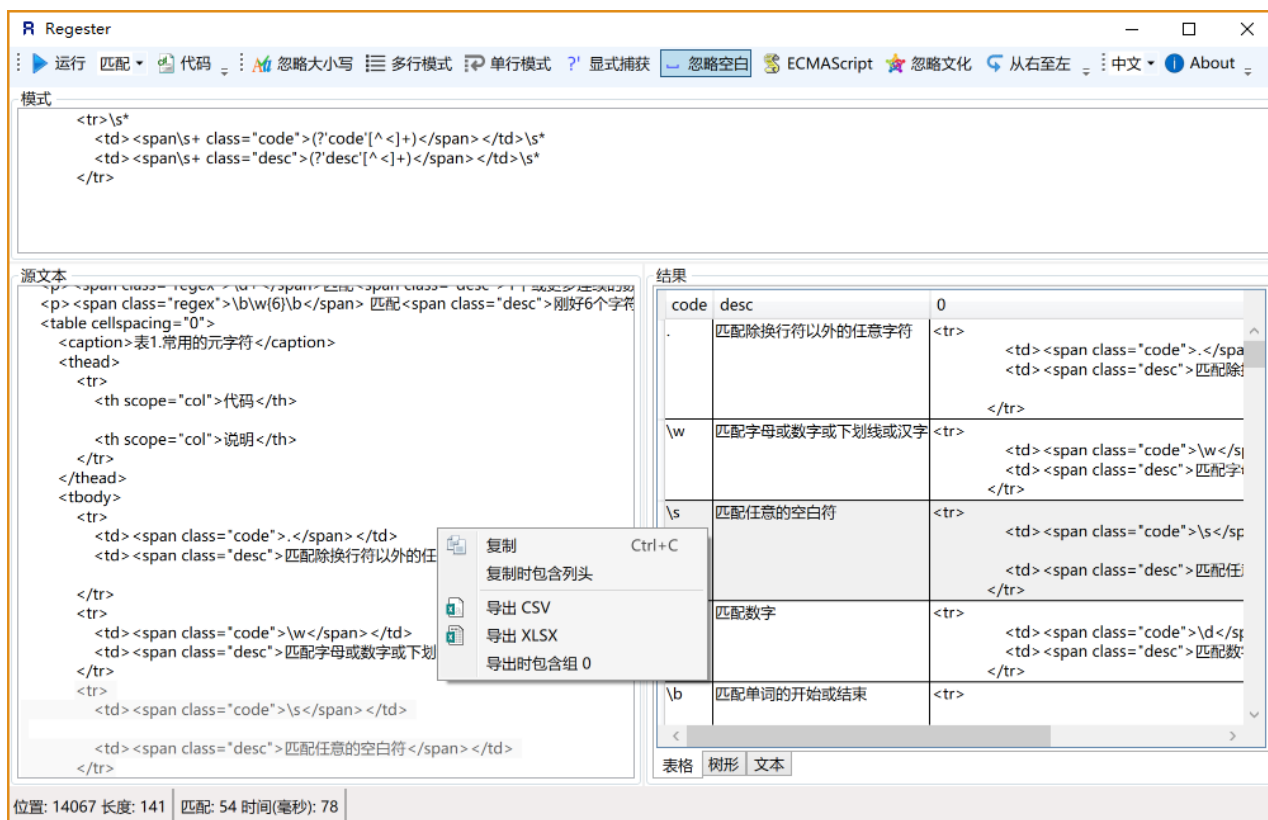 Regester
运行 匹配 代码 忽略大小写 多行模式 单行模式 ?' 显式捕获 忽略空白 ECMAScript 忽略文化 从右至左 中文 About
模式
<tr>\s*
<td><span\s+ class="code">(?'code'[^<]+)</span></td>\s*
<td><span\s+ class="desc">(?'desc'[^<]+)</span></td>\s*
</tr>
源文本
<p><span class="regex">\b\w{6}\b</span> 匹配<span class="desc">刚好6个字符
<table cellspacing="0">
<caption>表1.常用的元字符</caption>
<thead>
<tr>
<th scope="col">代码</th>
<th scope="col">说明</th>
</tr>
</thead>
<tbody>
<tr>
<td><span class="code">.</span></td>
<td><span class="desc">匹配除换行符以外的任
</tr>
<tr>
<td><span class="code">\w</span></td>
<td><span class="desc">匹配字母或数字或下划
</tr>
<tr>
<td><span class="code">\s</span></td>
<td><span class="desc">匹配任意的空白符</span></td>
</tr>
复制 Ctrl+C
复制时包含列头
导出 CSV
导出 XLSX
导出时包含组 0
结果
code desc 0
. 匹配除换行符以外的任意字符 <tr>
<td><span class="code">.</spa
<td><span class="desc">匹配除
</tr>
\w 匹配字母或数字或下划线或汉字 <tr>
<td><span class="code">\w</s
<td><span class="desc">匹配字
</tr>
\s 匹配任意的空白符 <tr>
<td><span class="code">\s</sp
<td><span class="desc">匹配任
</tr>
匹配数字 <tr>
<td><span class="code">\d</sp
<td><span class="desc">匹配数
</tr>
\b 匹配单词的开始或结束 <tr>
表格 树形 文本
位置: 14067 长度: 141 匹配: 54 时间(毫秒): 78